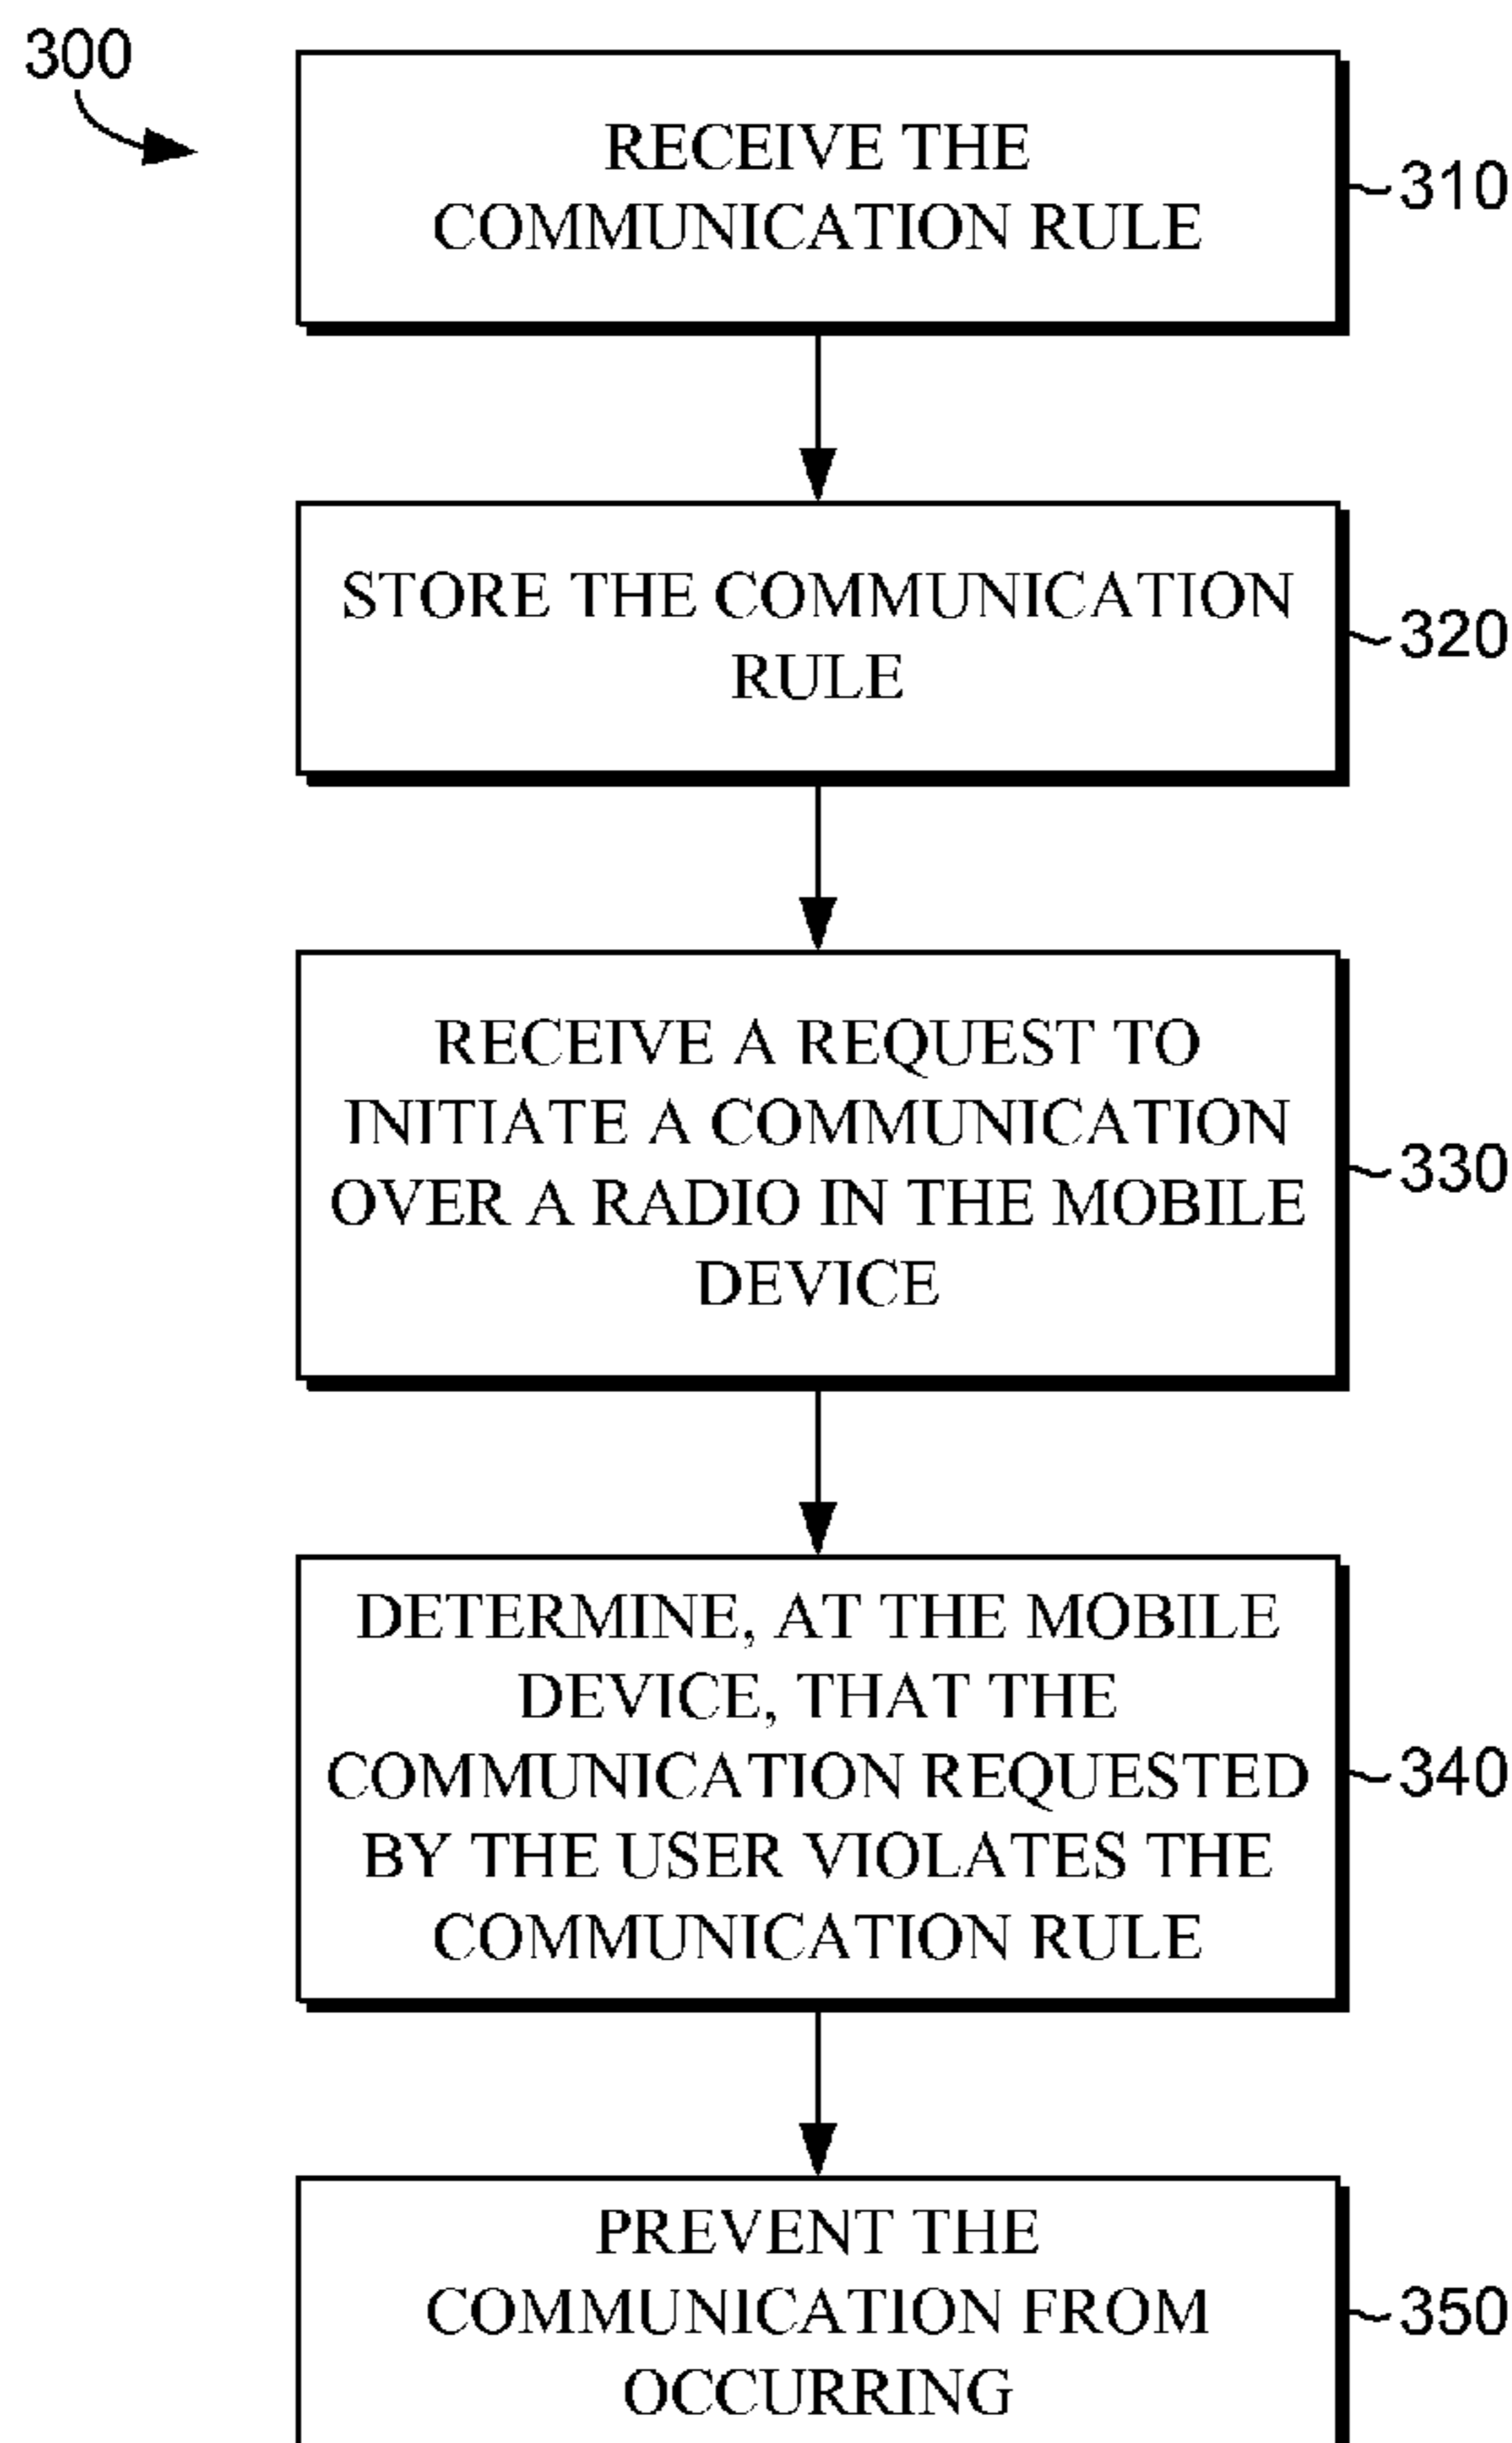 300
RECEIVE THE
COMMUNICATION RULE
310
STORE THE COMMUNICATION
RULE
320
RECEIVE A REQUEST TO
INITIATE A COMMUNICATION
OVER A RADIO IN THE MOBILE
DEVICE
330
DETERMINE, AT THE MOBILE
DEVICE, THAT THE
COMMUNICATION REQUESTED
BY THE USER VIOLATES THE
COMMUNICATION RULE
340
PREVENT THE
COMMUNICATION FROM
OCCURRING
350